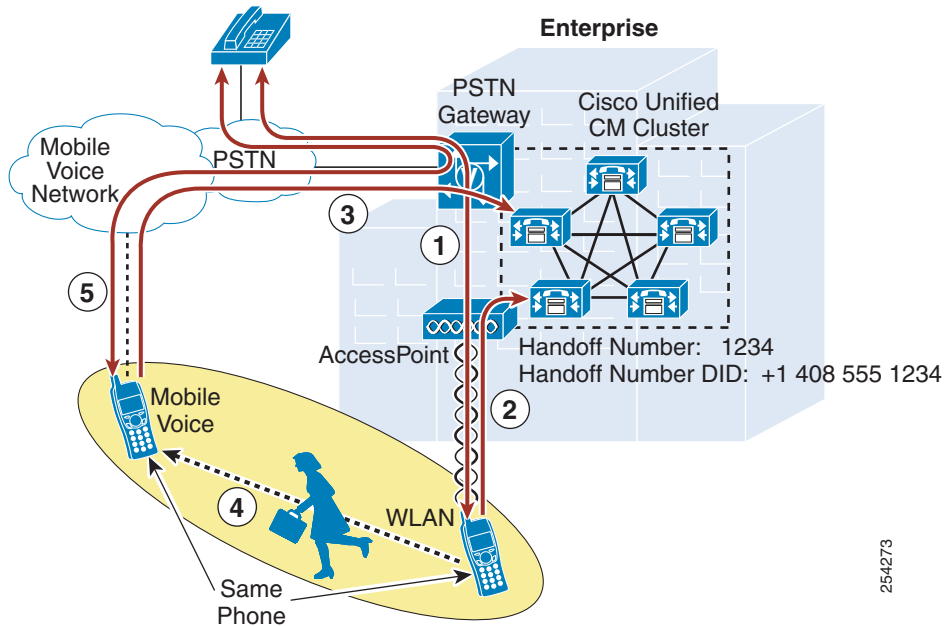 Enterprise
PSTN
Gateway
Cisco Unified
CM Cluster
Mobile
Voice
Network
PSTN
3
1
5
AccessPoint
Handoff Number: 1234
Handoff Number DID: +1 408 555 1234
2
Mobile
Voice
4
WLAN
Same
Phone
254273